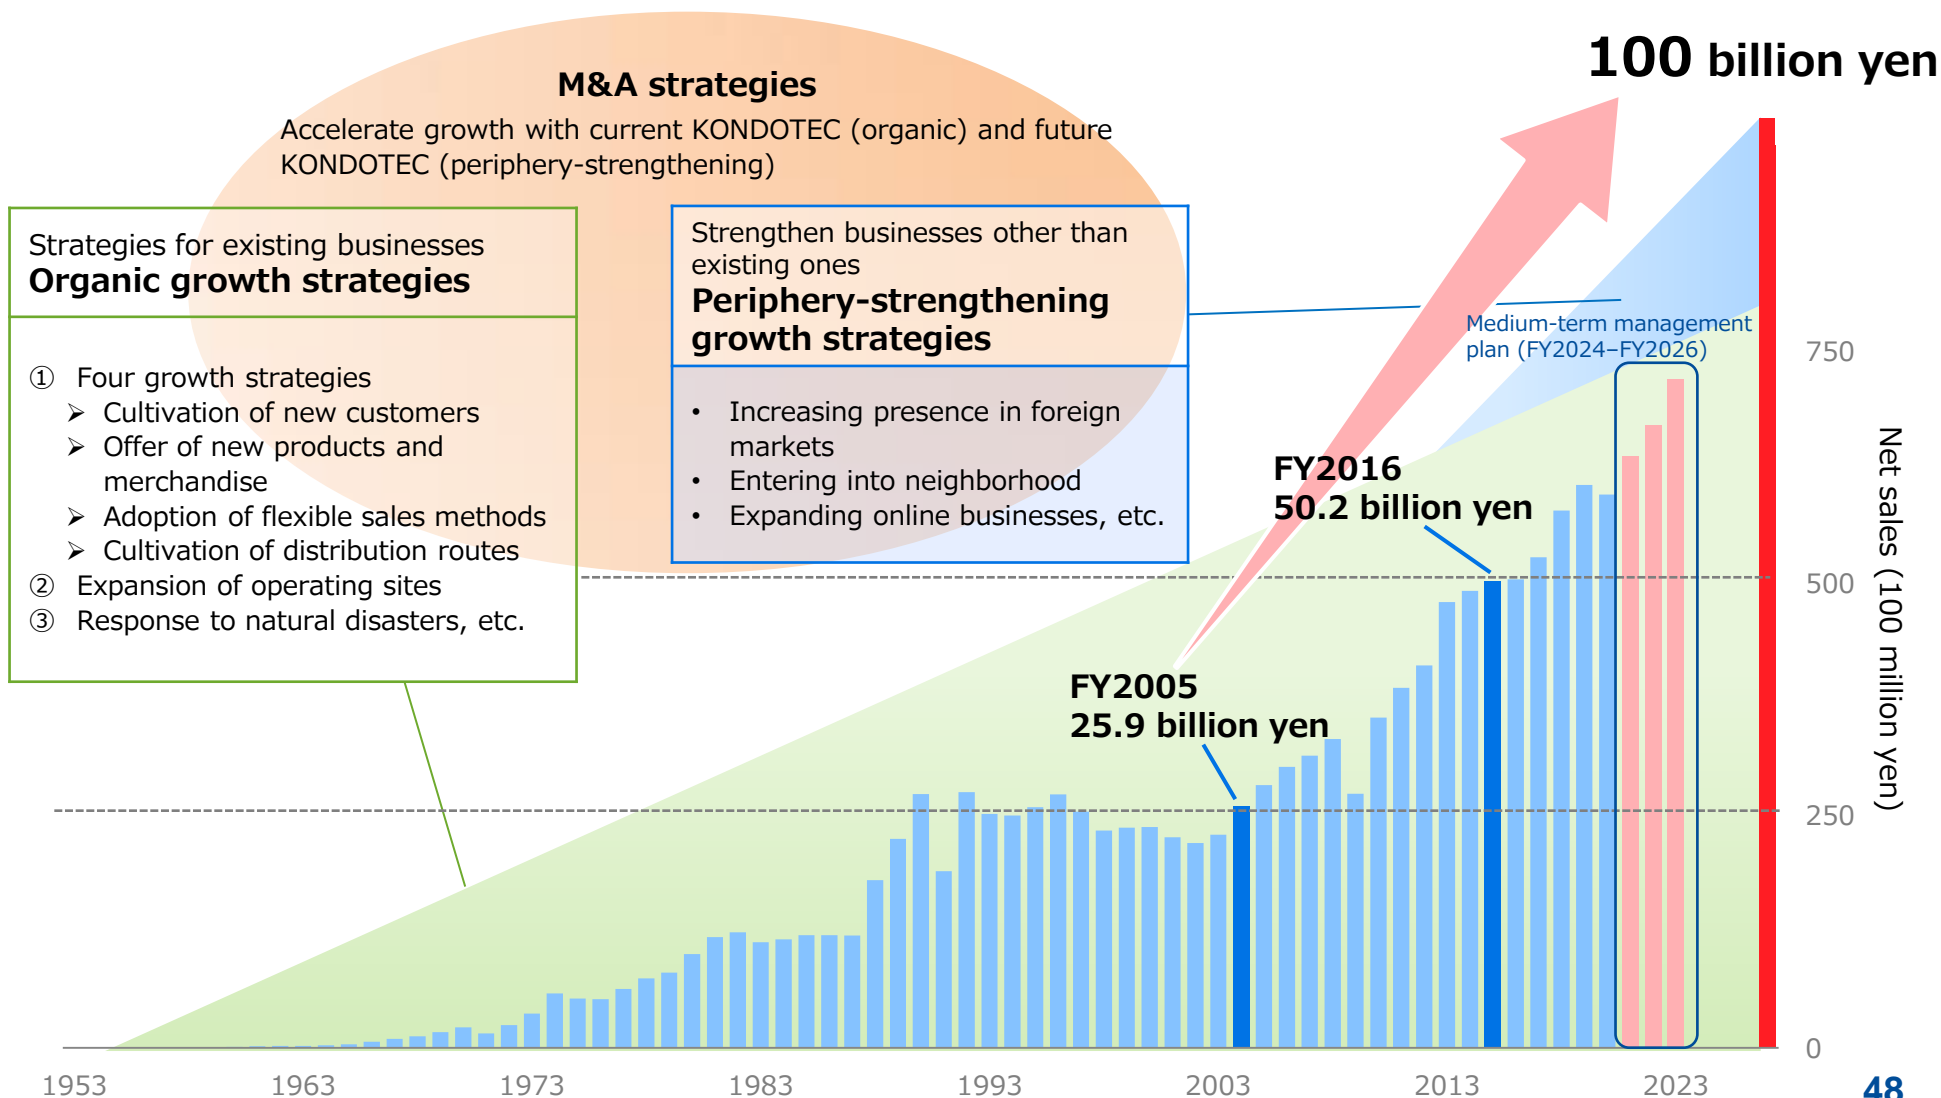 100 billion yen
M&A strategies
Accelerate growth with current KONDOTEC (organic) and future
KONDOTEC (periphery-strengthening)
Strategies for existing businesses
Organic growth strategies
① Four growth strategies
➢ Cultivation of new customers
➢ Offer of new products and
merchandise
➢ Adoption of flexible sales methods
➢ Cultivation of distribution routes
② Expansion of operating sites
③ Response to natural disasters, etc.
Strengthen businesses other than
existing ones
Periphery-strengthening
growth strategies
• Increasing presence in foreign
markets
• Entering into neighborhood
• Expanding online businesses, etc.
Medium-term management
plan (FY2024–FY2026)
FY2016
50.2 billion yen
FY2005
25.9 billion yen
750
500
250
0
Net sales (100 million yen)
1953
1963
1973
1983
1993
2003
2013
2023
48